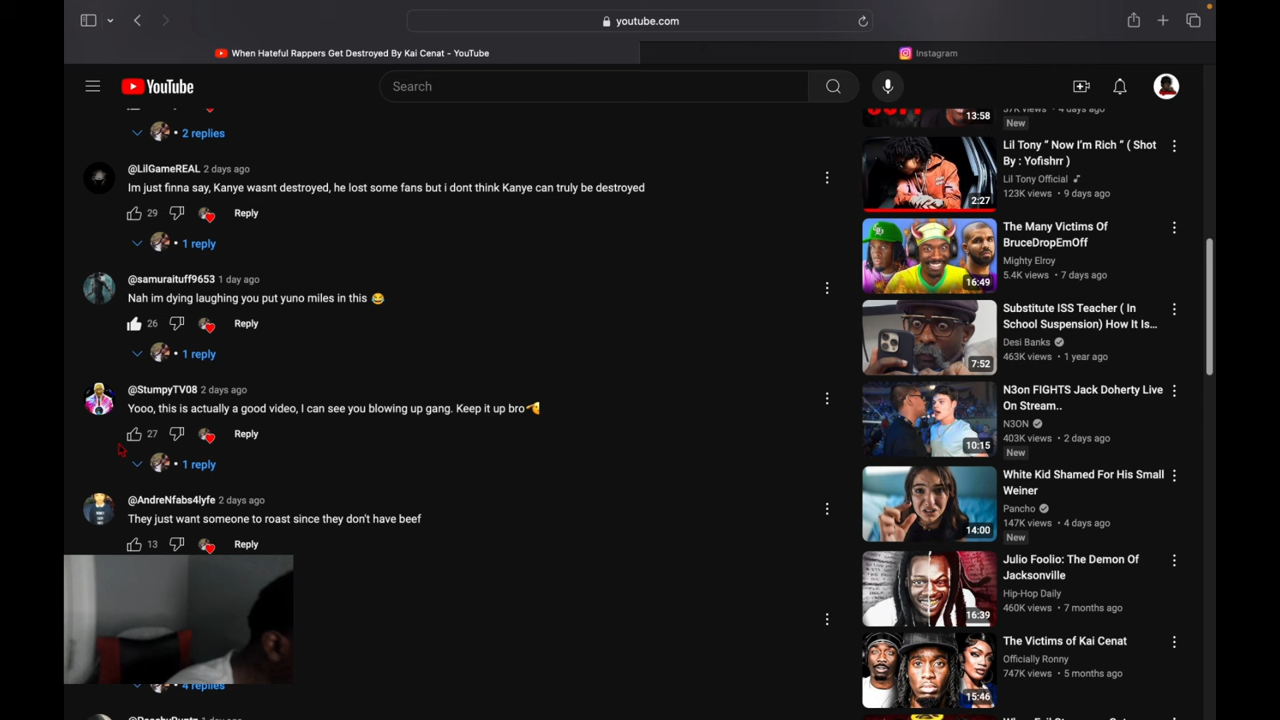 youtube.com
When Hateful Rappers Get Destroyed By Kai Cenat - YouTube
Instagram
YouTube
Search
2 replies
@LilGameREAL 2 days ago
Im just finna say, Kanye wasnt destroyed, he lost some fans but i dont think Kanye can truly be destroyed
29 Reply
1 reply
@samuraituff9653 1 day ago
Nah im dying laughing you put yuno miles in this 😂
26 Reply
1 reply
@StumpyTV08 2 days ago
Yooo, this is actually a good video, I can see you blowing up gang. Keep it up bro🫡
27 Reply
1 reply
@AndreNfabs4lyfe 2 days ago
They just want someone to roast since they don't have beef
13 Reply
4 replies
37K views • 4 days ago
13:58
New
Lil Tony " Now I'm Rich " ( Shot
By : Yofishrr )
Lil Tony Official
123K views • 9 days ago
2:27
The Many Victims Of
BruceDropEmOff
Mighty Elroy
5.4K views • 7 days ago
16:49
Substitute ISS Teacher ( In
School Suspension) How It Is...
Desi Banks
463K views • 1 year ago
7:52
N3on FIGHTS Jack Doherty Live
On Stream..
N3ON
403K views • 2 days ago
10:15
New
White Kid Shamed For His Small
Weiner
Pancho
147K views • 4 days ago
14:00
New
Julio Foolio: The Demon Of
Jacksonville
Hip-Hop Daily
460K views • 7 months ago
16:39
The Victims of Kai Cenat
Officially Ronny
747K views • 5 months ago
15:46